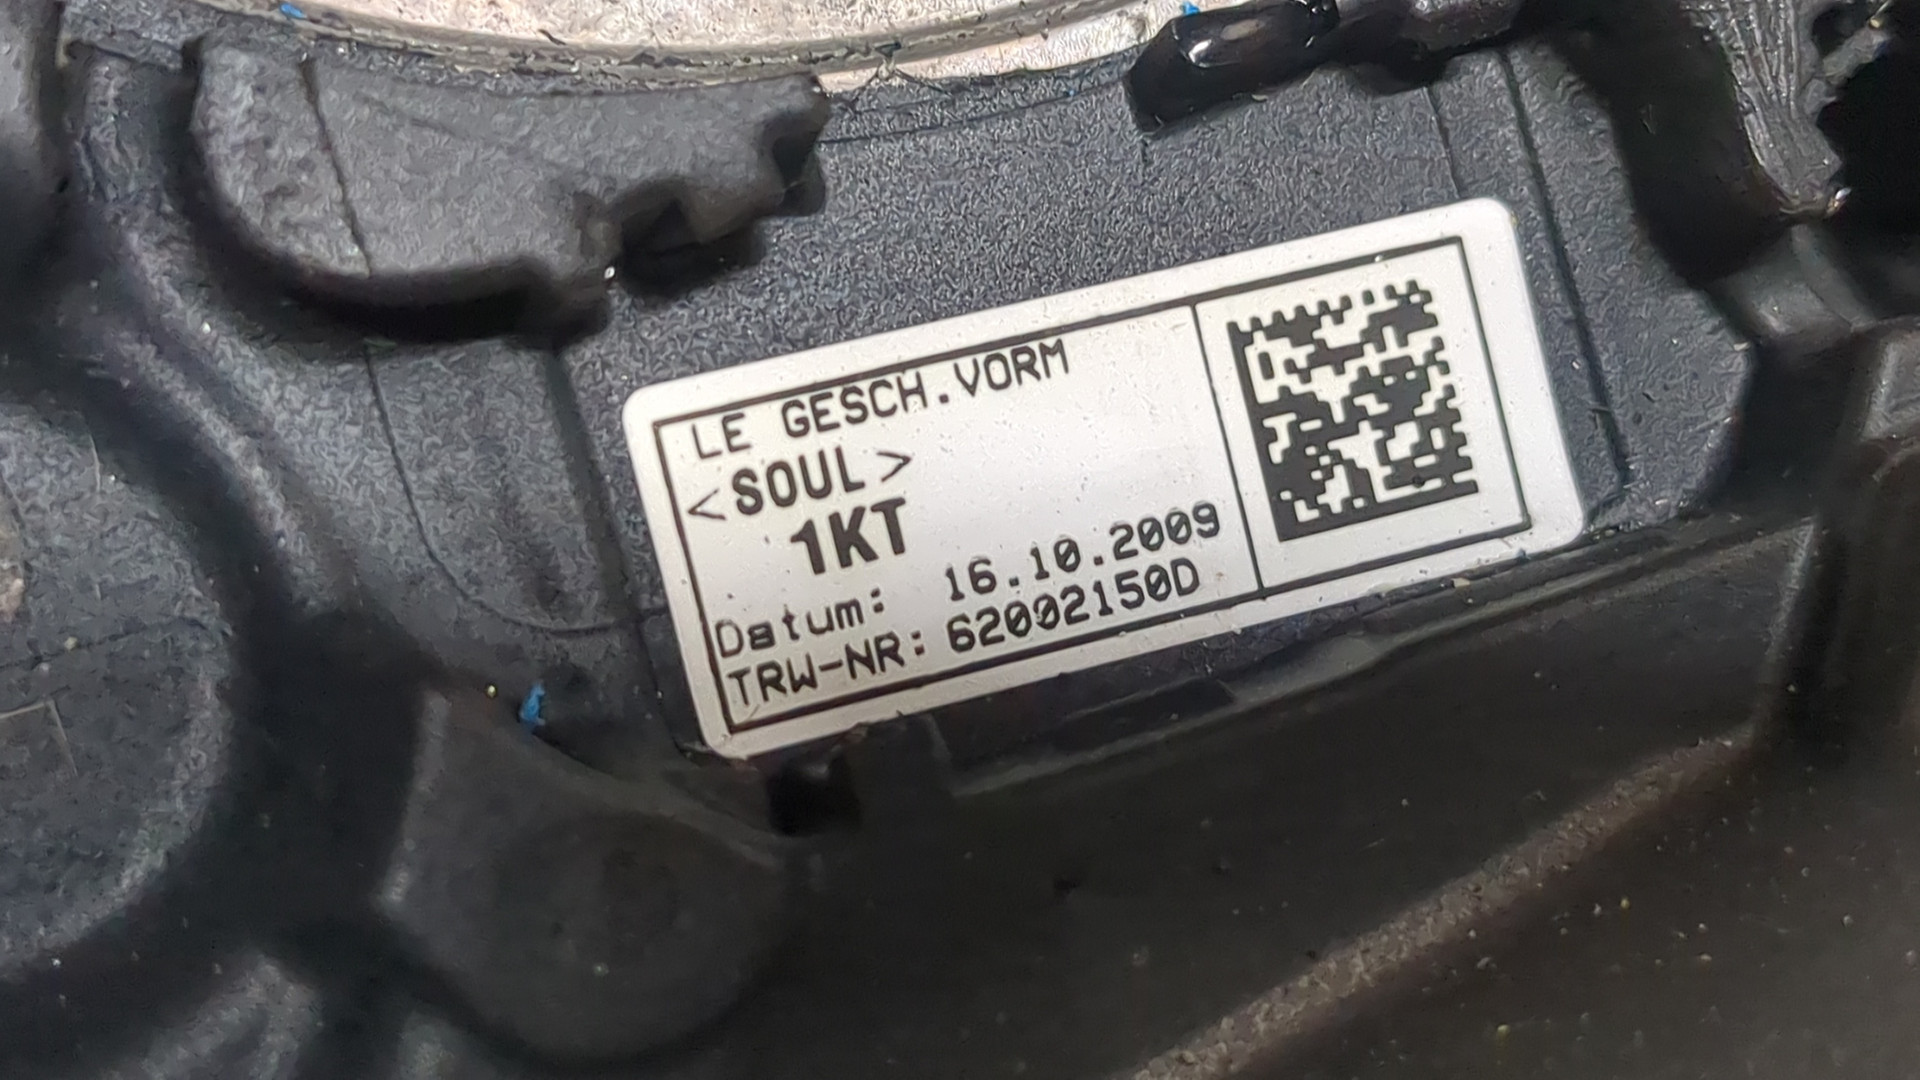 LE GESCH.VORM
<SOUL>
1KT
Datum: 16.10.2009
TRW-NR: 62002150D